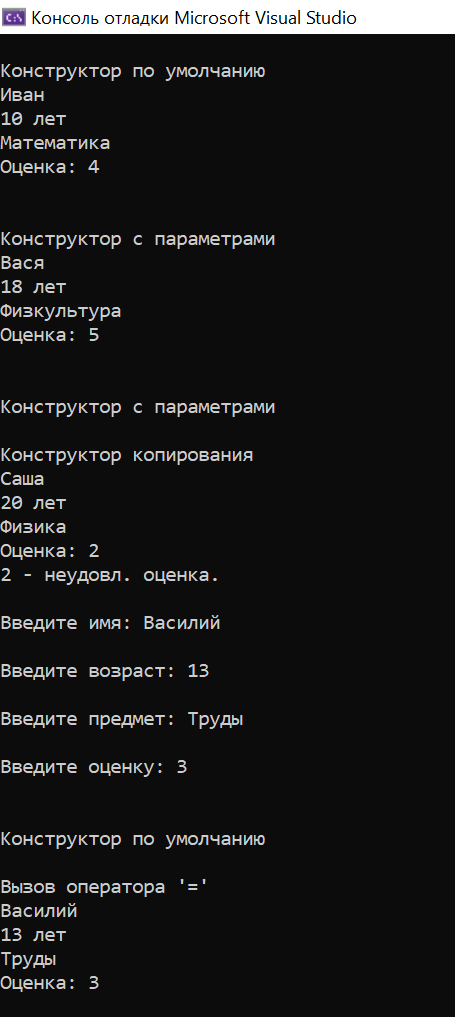 Консоль отладки Microsoft Visual Studio
Конструктор по умолчанию
Иван
10 лет
Математика
Оценка: 4
Конструктор с параметрами
Вася
18 лет
Физкультура
Оценка: 5
Конструктор с параметрами
Конструктор копирования
Саша
20 лет
Физика
Оценка: 2
2 - неудовл. оценка.
Введите имя: Василий
Введите возраст: 13
Введите предмет: Труды
Введите оценку: 3
Конструктор по умолчанию
Вызов оператора '='
Василий
13 лет
Труды
Оценка: 3